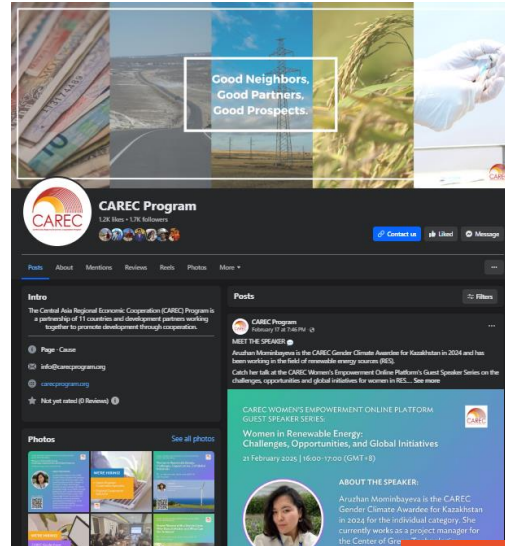 Good Neighbors,
Good Partners,
Good Prospects.
CAREC
CAREC
CAREC Program
1.2K likes • 1.7K followers
Contact us
Liked
Message
Posts
About
Mentions
Reviews
Reels
Photos
More
Intro
The Central Asia Regional Economic Cooperation (CAREC) Program is
a partnership of 11 countries and development partners working
together to promote development through cooperation.
Page · Cause
info@carecprogram.org
carecprogram.org
Not yet rated (0 Reviews)
Photos
See all photos
WE'RE HIRING!
Posts
Filters
CAREC Program
February 17 at 7:46 PM
MEET THE SPEAKER
Aruzhan Mominbayeva is the CAREC Gender Climate Awardee for Kazakhstan in 2024 and has
been working in the field of renewable energy sources (RES).
Catch her talk at the CAREC Women's Empowerment Online Platform's Guest Speaker Series on the
challenges, opportunities and global initiatives for women in RES.... See more
CAREC WOMEN'S EMPOWERMENT ONLINE PLATFORM
GUEST SPEAKER SERIES:
Women in Renewable Energy:
Challenges, Opportunities, and Global Initiatives
21 February 2025 | 16:00-17:00 (GMT+8)
CAREC
ABOUT THE SPEAKER:
Aruzhan Mominbayeva is the CAREC
Gender Climate Awardee for Kazakhstan
in 2024 for the individual category. She
currently works as a project manager for
the Center of